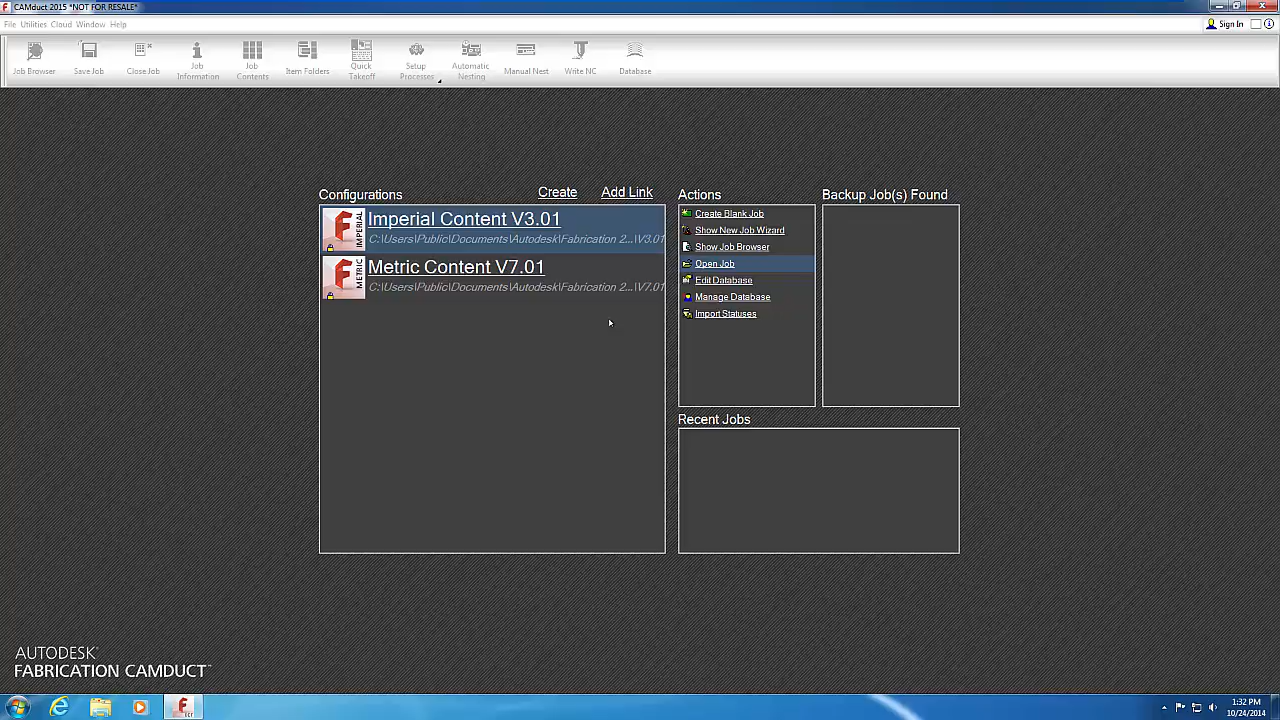 CAMduct 2015 *NOT FOR RESALE*
File Utilities Cloud Window Help
Sign In
Job Browser
Save Job
Close Job
Job Information
Job Contents
Item Folders
Quick Takeoff
Setup Processes
Automatic Nesting
Manual Nest
Write NC
Database
Configurations
Create
Add Link
IMPERIAL
Imperial Content V3.01
C:\Users\Public\Documents\Autodesk\Fabrication 2...\V3.01
METRIC
Metric Content V7.01
C:\Users\Public\Documents\Autodesk\Fabrication 2...\V7.01
Actions
Create Blank Job
Show New Job Wizard
Show Job Browser
Open Job
Edit Database
Manage Database
Import Statuses
Backup Job(s) Found
Recent Jobs
AUTODESK®
FABRICATION CAMDUCT™
1:32 PM
10/24/2014